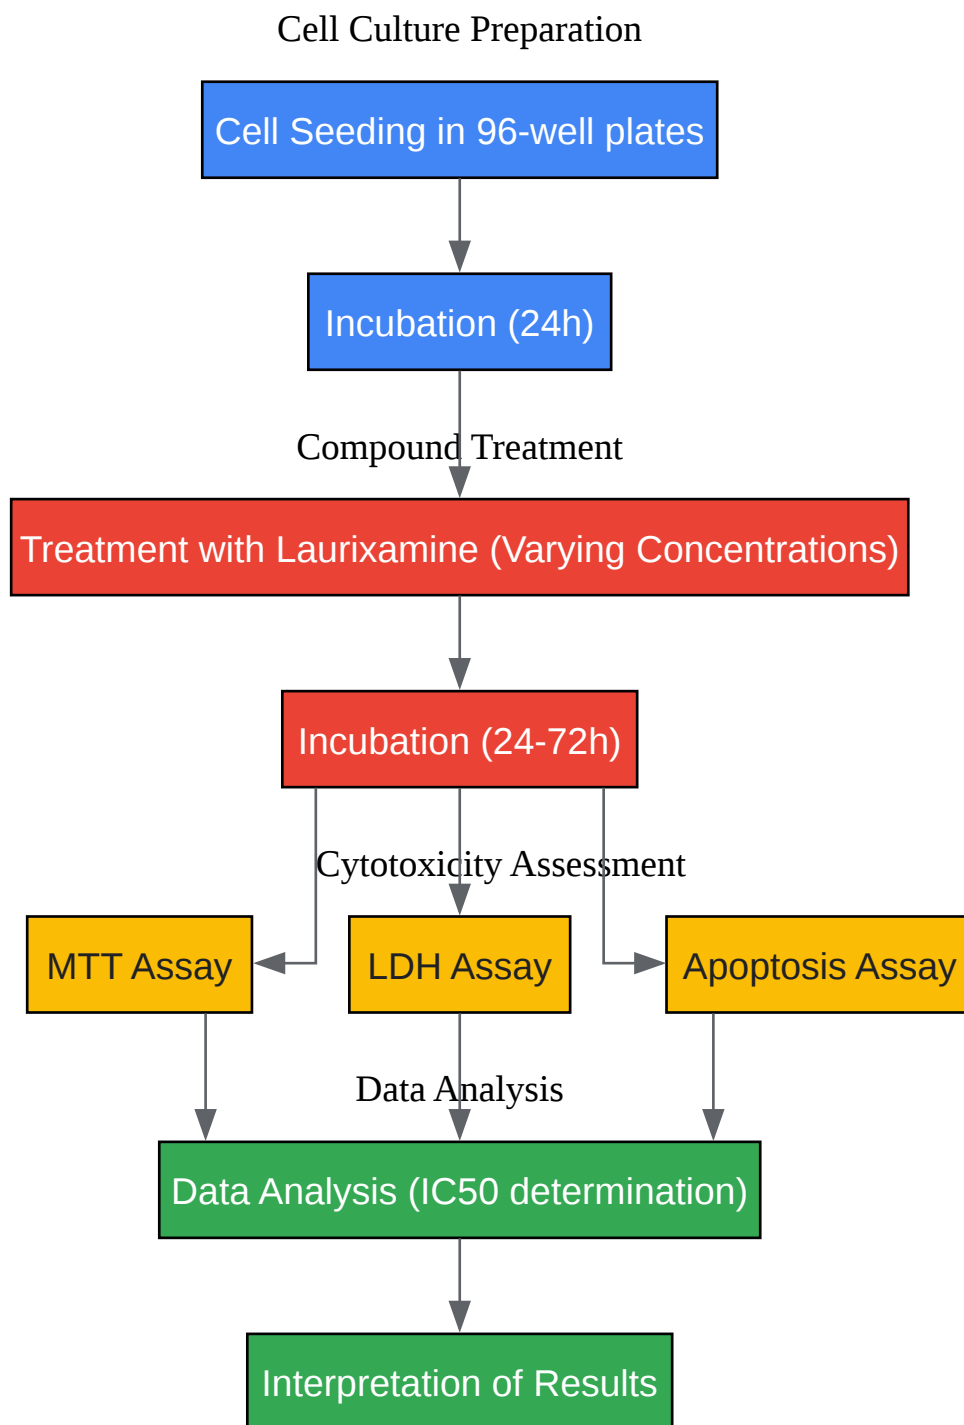 Cell Culture Preparation
Cell Seeding in 96-well plates
Incubation (24h)
Compound Treatment
Treatment with Laurixamine (Varying Concentrations)
Incubation (24-72h)
Cytotoxicity Assessment
MTT Assay
LDH Assay
Apoptosis Assay
Data Analysis
Data Analysis (IC50 determination)
Interpretation of Results